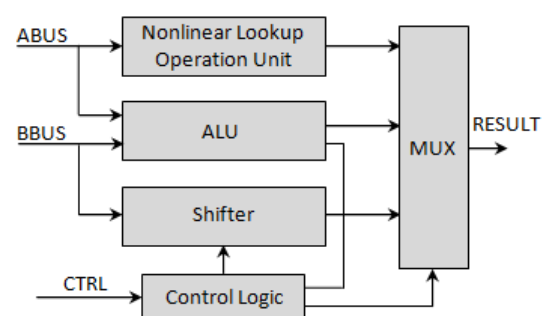 ABUS
Nonlinear Lookup
Operation Unit
BBUS
ALU
MUX
RESULT
Shifter
CTRL
Control Logic